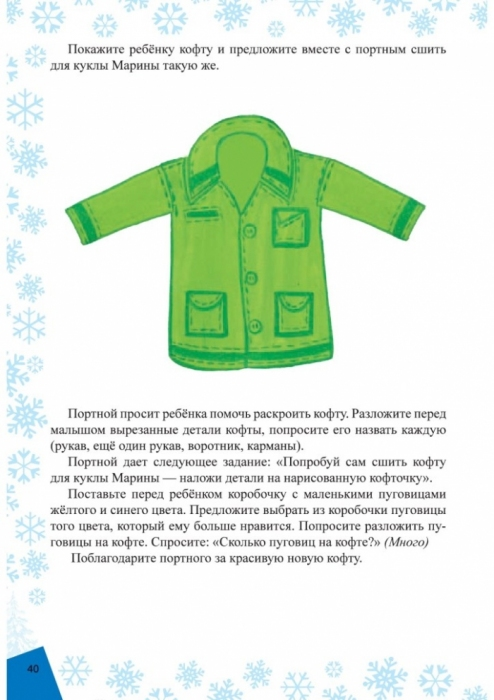 Покажите ребёнку кофту и предложите вместе с портным сшить
для куклы Марины такую же.
Портной просит ребёнка помочь раскроить кофту. Разложите перед
малышом вырезанные детали кофты, попросите его назвать каждую
(рукав, ещё один рукав, воротник, карманы).
Портной дает следующее задание: «Попробуй сам сшить кофту
для куклы Марины — наложи детали на нарисованную кофточку».
Поставьте перед ребёнком коробочку с маленькими пуговицами
жёлтого и синего цвета. Предложите выбрать из коробочки пуговицы
того цвета, который ему больше нравится. Попросите разложить пу-
говицы на кофте. Спросите: «Сколько пуговиц на кофте?» (Много)
Поблагодарите портного за красивую новую кофту.
40